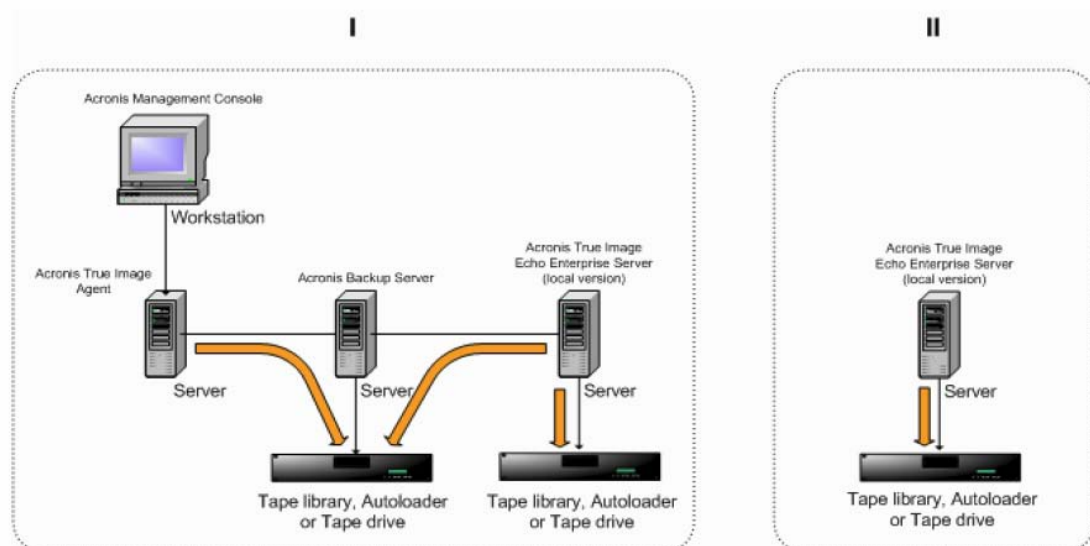 I
II
Acronis Management Console
Workstation
Acronis True Image
Agent
Server
Acronis Backup Server
Server
Acronis True Image
Echo Enterprise Server
(local version)
Server
Tape library, Autoloader
or Tape drive
Tape library, Autoloader
or Tape drive
Acronis True Image
Echo Enterprise Server
(local version)
Server
Tape library, Autoloader
or Tape drive